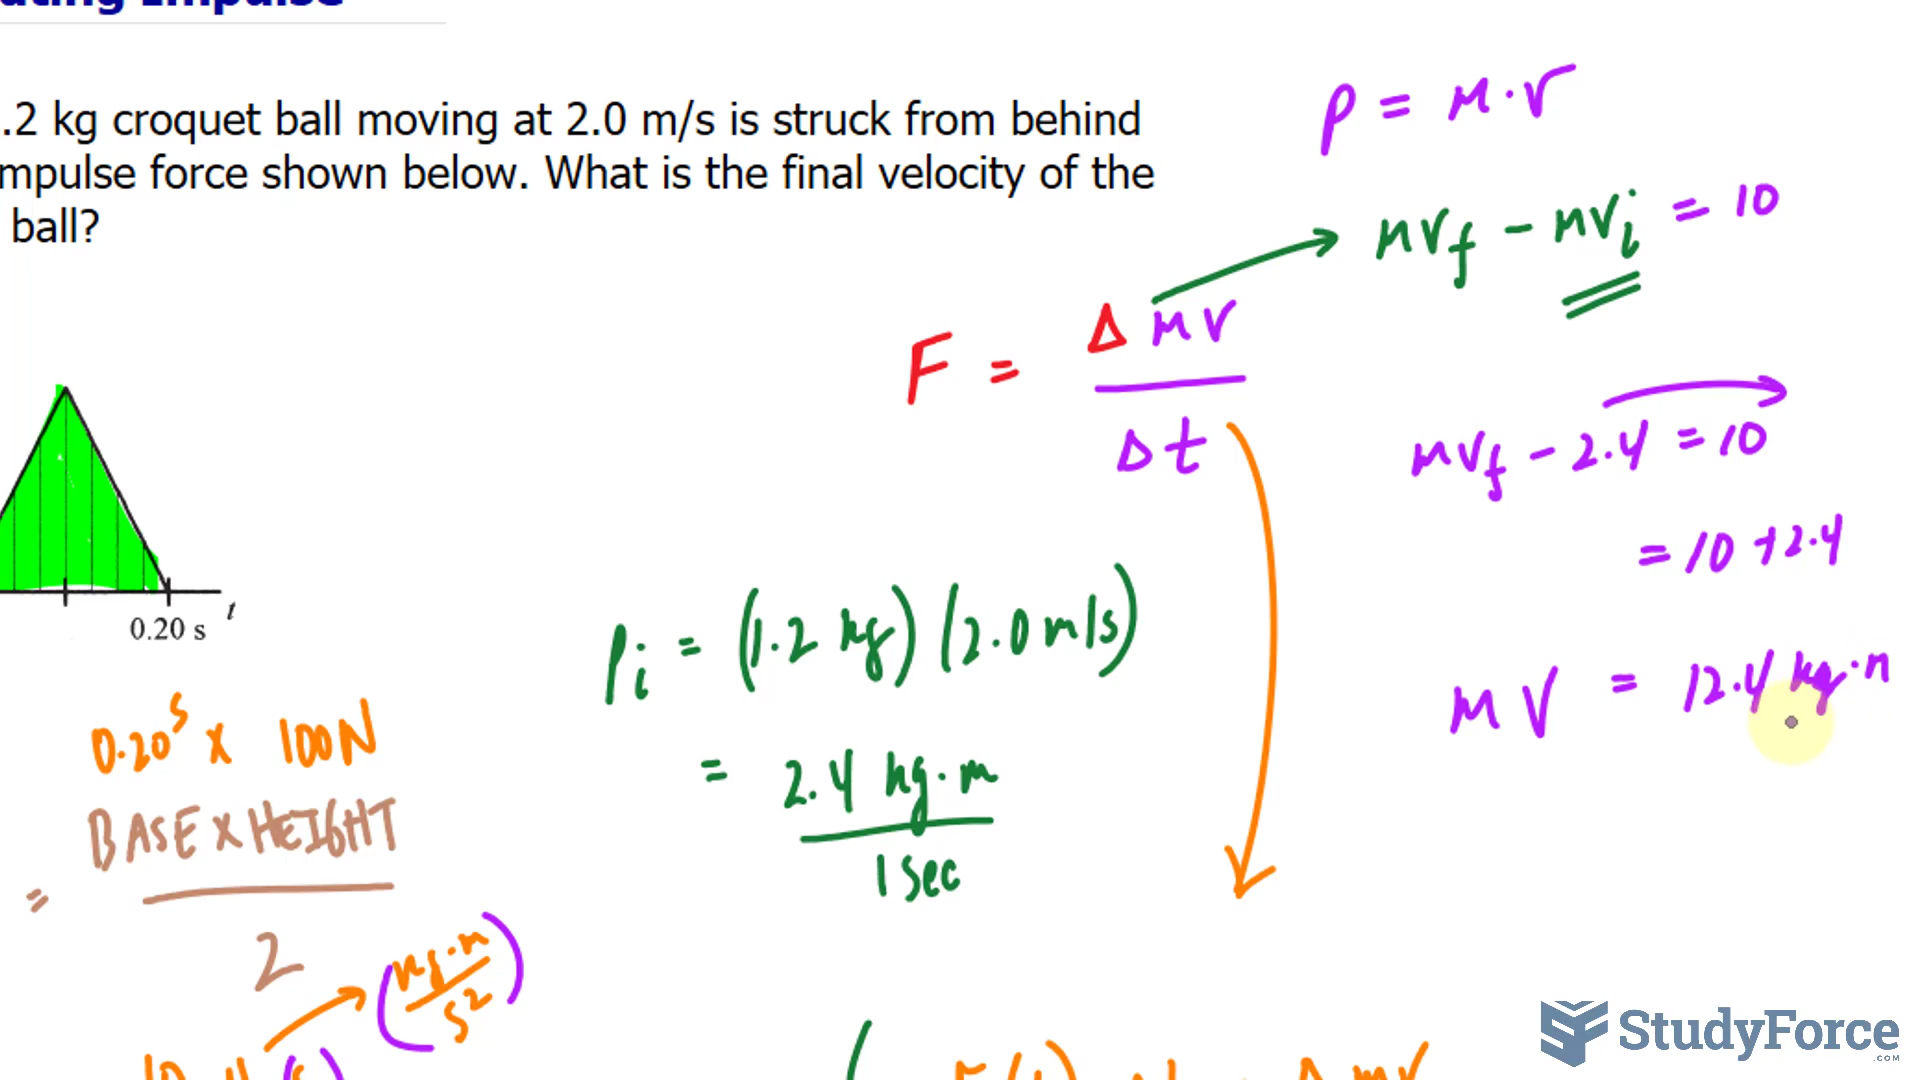 .2 kg croquet ball moving at 2.0 m/s is struck from behind
mpulse force shown below. What is the final velocity of the
ball?
P = m·v
mvf - mvi = 10
F = Δmv / Δt
mvf - 2.4 = 10
= 10 + 2.4
mv = 12.4 kg·m
t
0.20 s
Pi = (1.2 kg)(2.0 m/s)
= 2.4 kg·m / 1 sec
0.20 s x 100N
= BASE x HEIGHT / 2
(kg·m / s²)
StudyForce
.COM